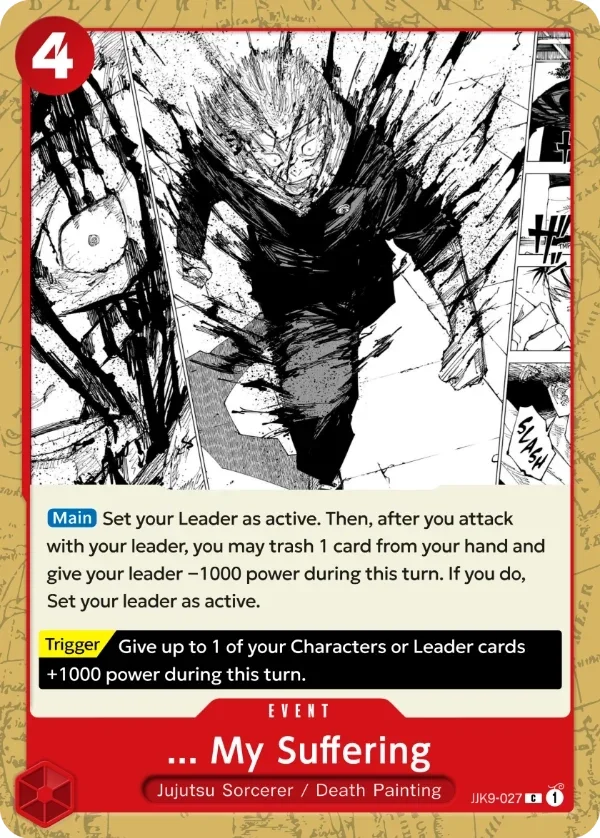 4
Main Set your Leader as active. Then, after you attack
with your leader, you may trash 1 card from your hand and
give your leader −1000 power during this turn. If you do,
Set your leader as active.
Trigger Give up to 1 of your Characters or Leader cards
+1000 power during this turn.
EVENT
... My Suffering
Jujutsu Sorcerer / Death Painting
JJK9-027 C 1
SLASH